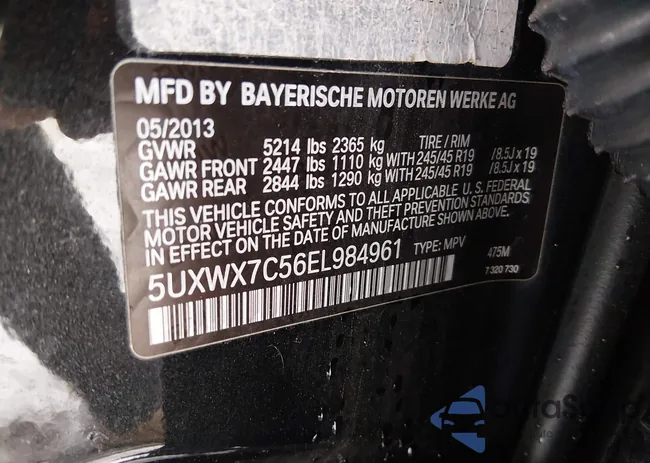 MFD BY BAYERISCHE MOTOREN WERKE AG
05/2013 TIRE / RIM
GVWR 5214 lbs 2365 kg
GAWR FRONT 2447 lbs 1110 kg WITH 245/45 R19 /8.5J x 19
GAWR REAR 2844 lbs 1290 kg WITH 245/45 R19 /8.5J x 19
THIS VEHICLE CONFORMS TO ALL APPLICABLE U.S. FEDERAL
MOTOR VEHICLE SAFETY AND THEFT PREVENTION STANDARDS
IN EFFECT ON THE DATE OF MANUFACTURE SHOWN ABOVE.
5UXWX7C56EL984961 TYPE: MPV 475M
7 320 730